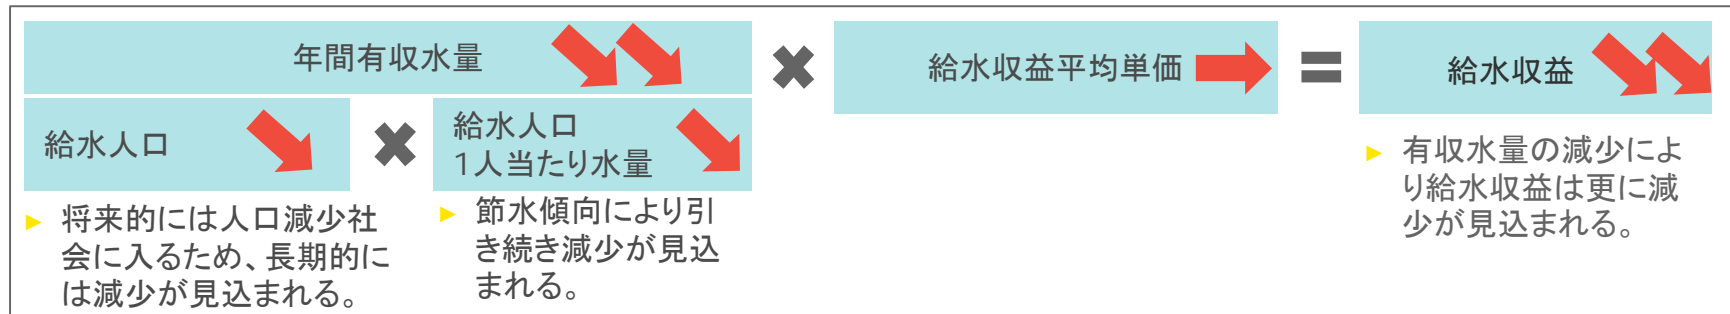 年間有収水量
✖
給水収益平均単価
=
給水収益
給水人口
✖
給水人口
1人当たり水量
► 将来的には人口減少社
会に入るため、長期的に
は減少が見込まれる。
► 節水傾向により引
き続き減少が見込
まれる。
► 有収水量の減少によ
り給水収益は更に減
少が見込まれる。